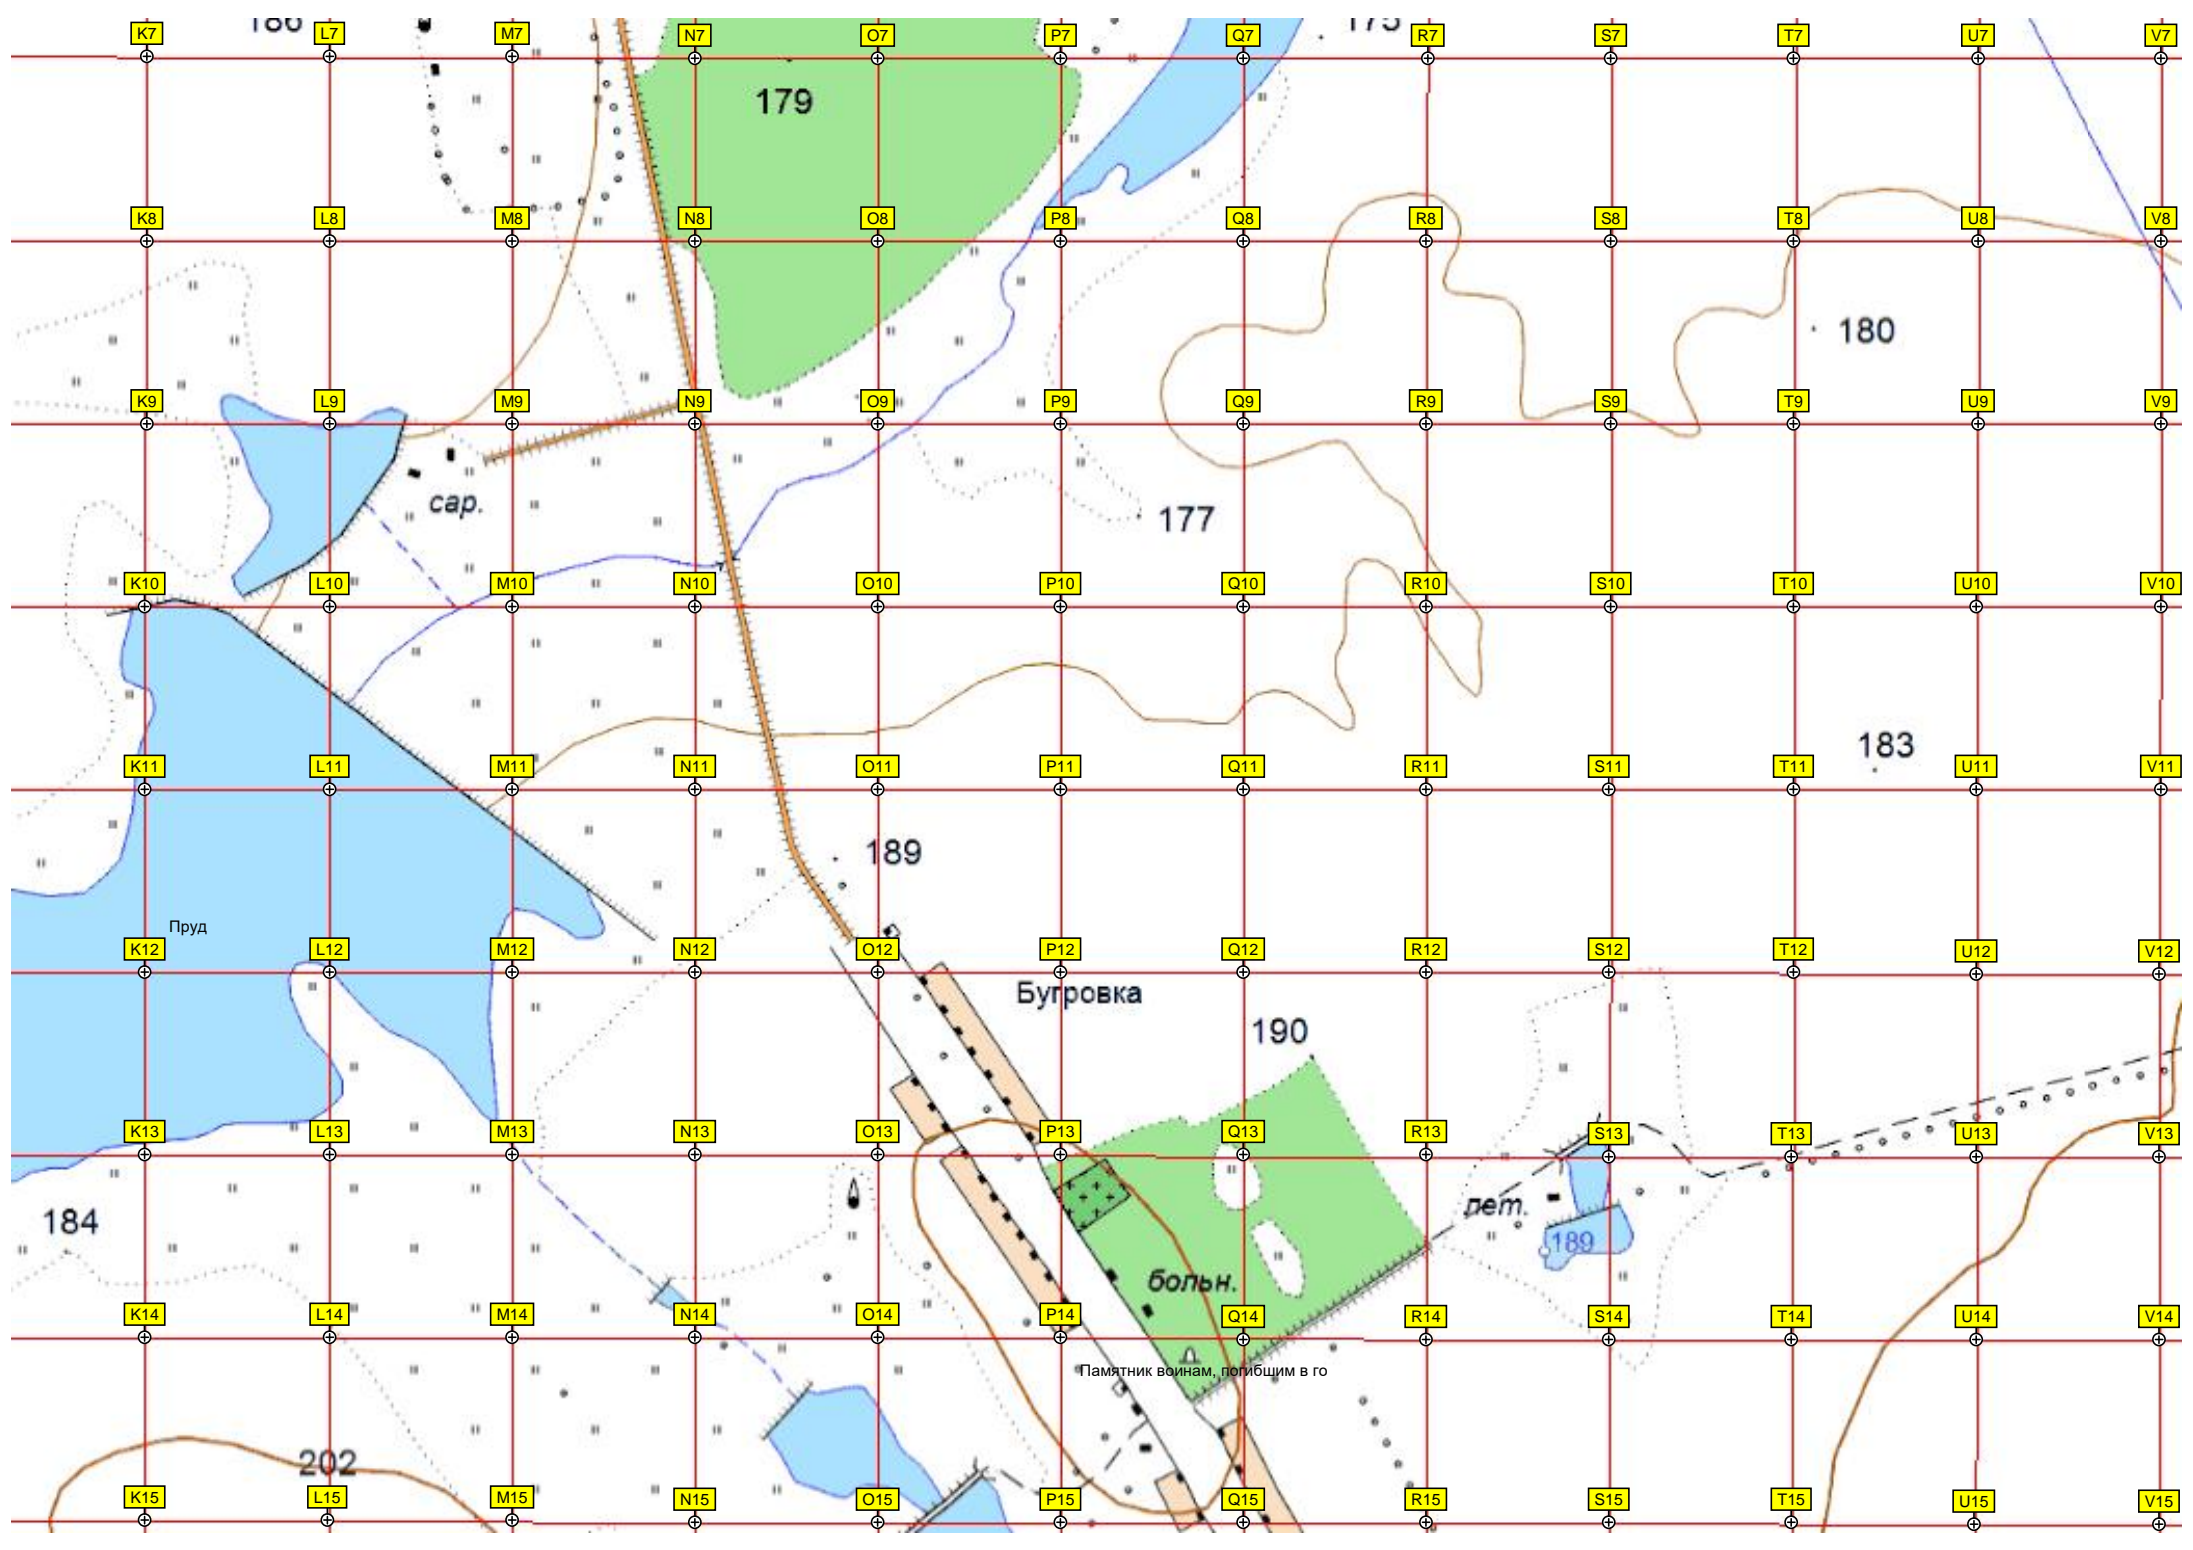 186
175
K7 L7 M7 N7 O7 P7 Q7 R7 S7 T7 U7 V7
179
K8 L8 M8 N8 O8 P8 Q8 R8 S8 T8 U8 V8
180
K9 L9 M9 N9 O9 P9 Q9 R9 S9 T9 U9 V9
сар.
177
K10 L10 M10 N10 O10 P10 Q10 R10 S10 T10 U10 V10
183
K11 L11 M11 N11 O11 P11 Q11 R11 S11 T11 U11 V11
189
Пруд
K12 L12 M12 N12 O12 P12 Q12 R12 S12 T12 U12 V12
Бугровка
190
K13 L13 M13 N13 O13 P13 Q13 R13 S13 T13 U13 V13
184
лет.
189
больн.
K14 L14 M14 N14 O14 P14 Q14 R14 S14 T14 U14 V14
Памятник воинам, погибшим в го
202
K15 L15 M15 N15 O15 P15 Q15 R15 S15 T15 U15 V15